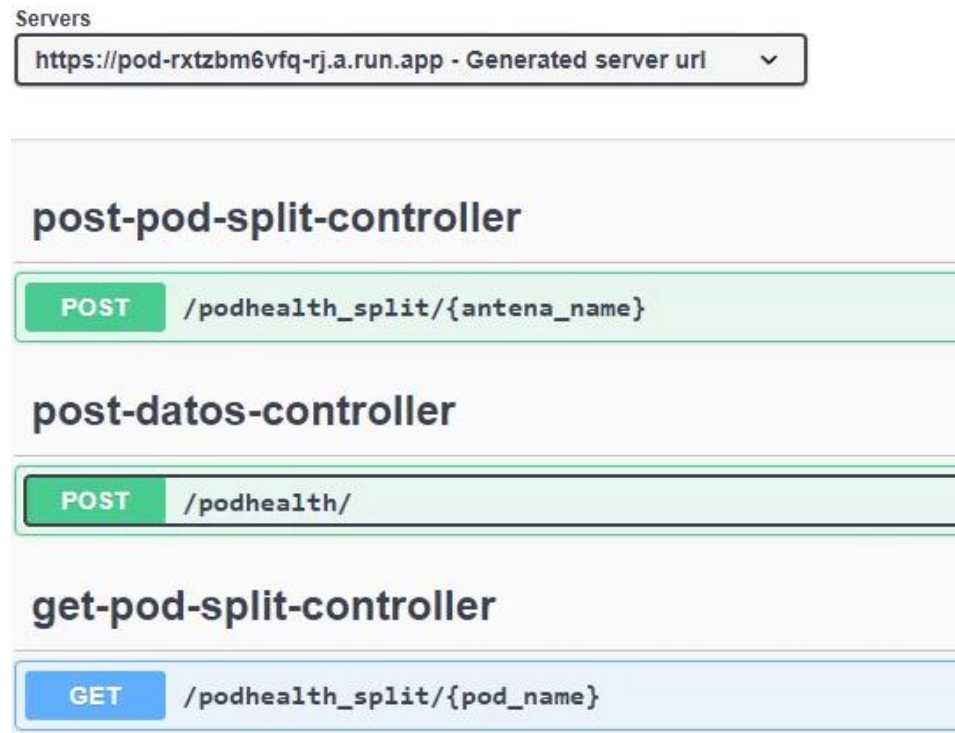 Servers
https://pod-rxtzbm6vfq-rj.a.run.app - Generated server url
post-pod-split-controller
POST /podhealth_split/{antena_name}
post-datos-controller
POST /podhealth/
get-pod-split-controller
GET /podhealth_split/{pod_name}